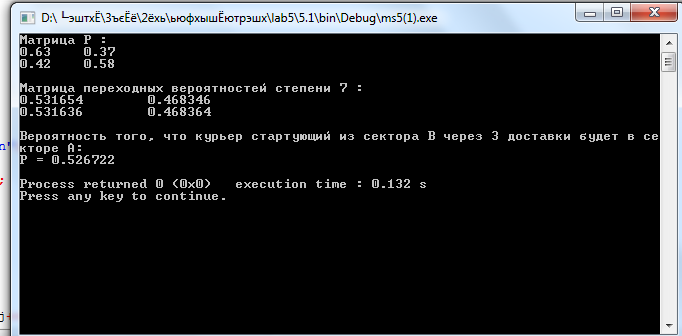 D:\ ┘эштхЁ\3ъєЁё\2ёхь\ьюфхышЁютрэшх\lab5\5.1\bin\Debug\ms5(1).exe
Матрица P :
0.63 0.37
0.42 0.58
Матрица переходных вероятностей степени 7 :
0.531654 0.468346
0.531636 0.468364
Вероятность того, что курьер стартующий из сектора B через 3 доставки будет в се
кторе A:
P = 0.526722
Process returned 0 (0x0) execution time : 0.132 s
Press any key to continue.